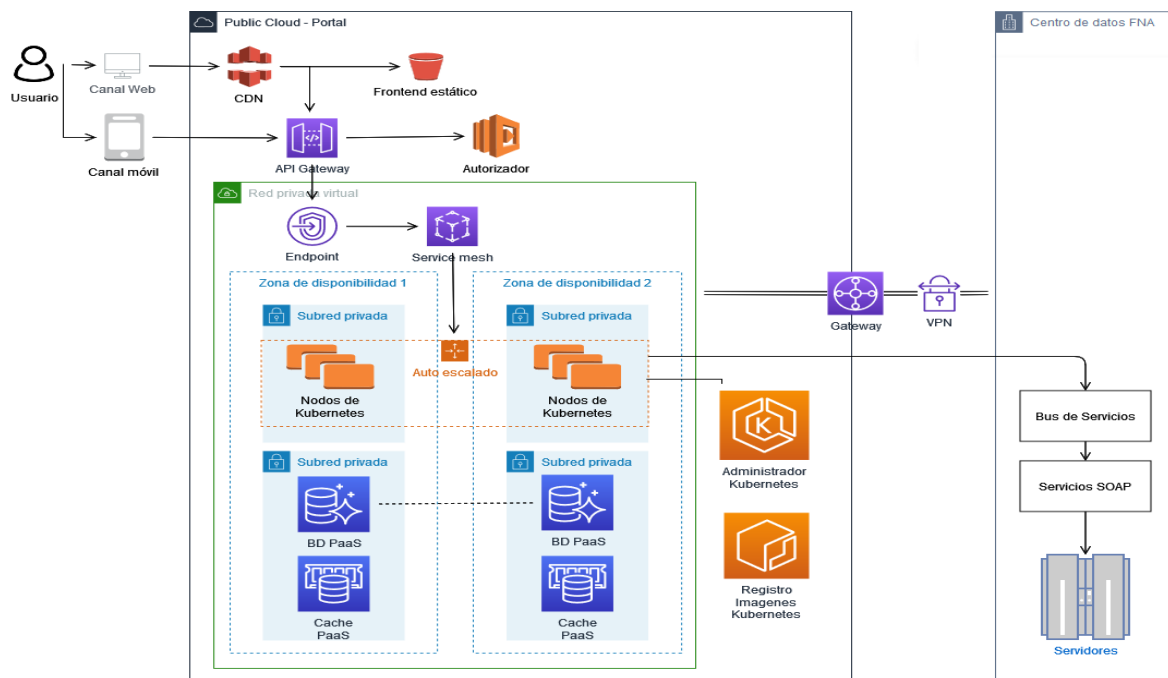 Public Cloud - Portal
Centro de datos FNA
Usuario
Canal Web
CDN
Frontend estático
Canal móvil
API Gateway
Autorizador
Red privada virtual
Endpoint
Service mesh
Zona de disponibilidad 1
Zona de disponibilidad 2
Subred privada
Subred privada
Gateway
VPN
Auto escalado
Nodos de
Kubernetes
Nodos de
Kubernetes
K
Administrador
Kubernetes
Bus de Servicios
Servicios SOAP
Subred privada
Subred privada
BD PaaS
BD PaaS
Cache
PaaS
Cache
PaaS
Registro
Imagenes
Kubernetes
Servidores